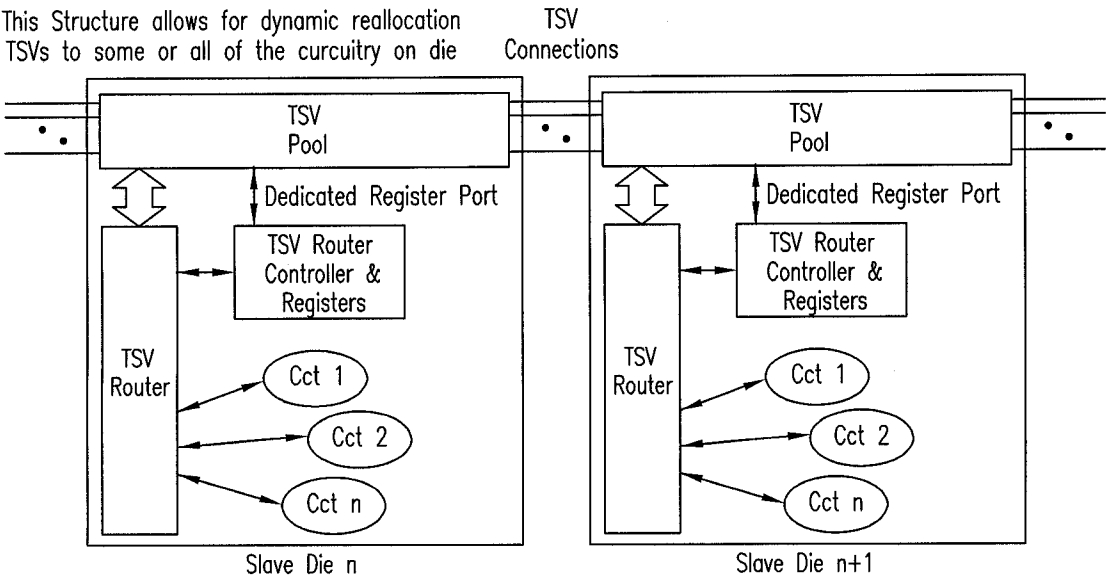 This Structure allows for dynamic reallocation
TSVs to some or all of the curcuitry on die
TSV
Connections
TSV
Pool
Dedicated Register Port
TSV Router
Controller &
Registers
TSV
Router
Cct 1
Cct 2
Cct n
Slave Die n
TSV
Pool
Dedicated Register Port
TSV Router
Controller &
Registers
TSV
Router
Cct 1
Cct 2
Cct n
Slave Die n+1